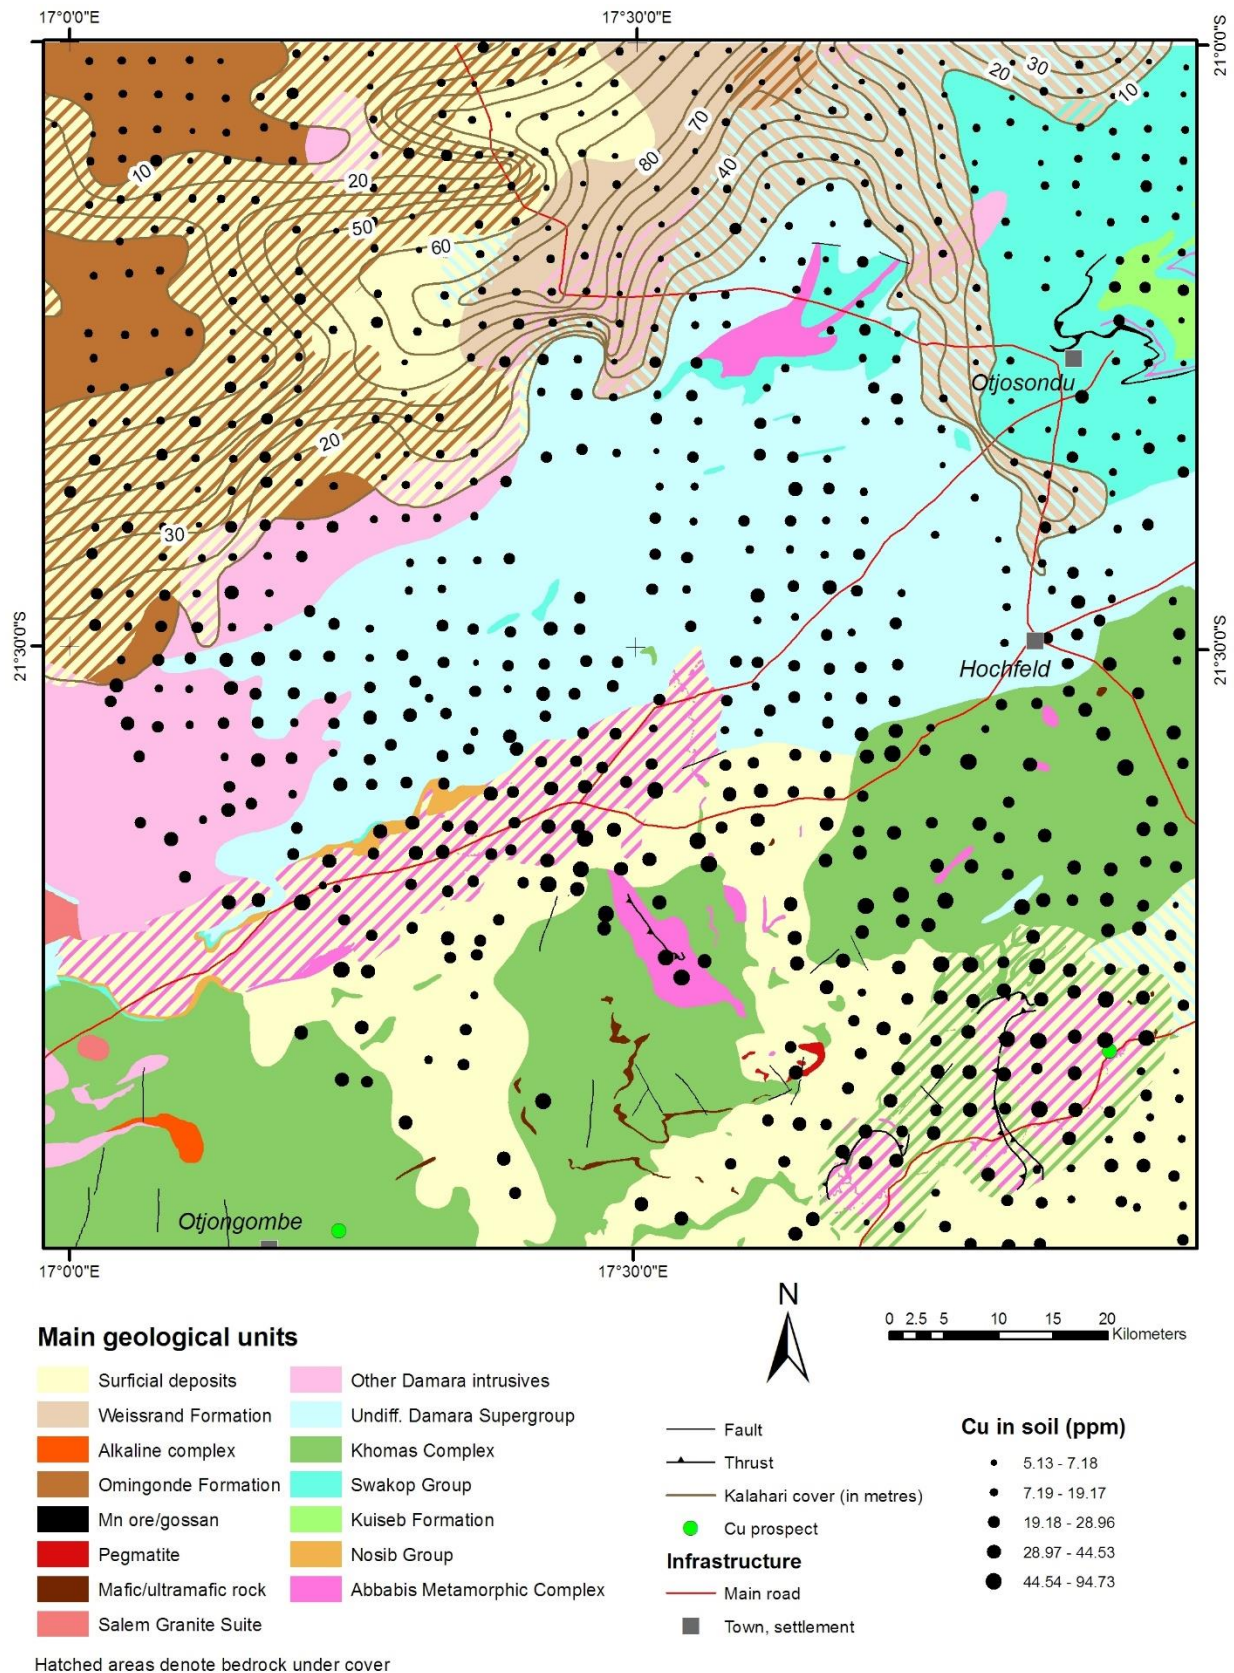 17°0'0"E
17°30'0"E
21°0'0"S
30
20
10
70
80
40
10
20
50
60
Otjosondu
20
30
21°30'0"S
21°30'0"S
Hochfeld
Otjongombe
17°0'0"E
17°30'0"E
N
0 2.5 5 10 15 20
Kilometers
Main geological units
Surficial deposits
Weissrand Formation
Alkaline complex
Omingonde Formation
Mn ore/gossan
Pegmatite
Mafic/ultramafic rock
Salem Granite Suite
Other Damara intrusives
Undiff. Damara Supergroup
Khomas Complex
Swakop Group
Kuiseb Formation
Nosib Group
Abbabis Metamorphic Complex
Hatched areas denote bedrock under cover
Fault
Thrust
Kalahari cover (in metres)
Cu prospect
Infrastructure
Main road
Town, settlement
Cu in soil (ppm)
5.13 - 7.18
7.19 - 19.17
19.18 - 28.96
28.97 - 44.53
44.54 - 94.73